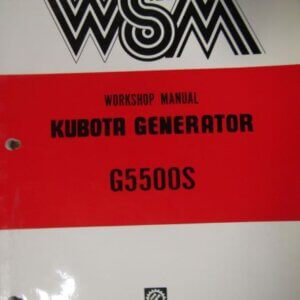 WSM
WORKSHOP MANUAL
KUBOTA GENERATOR
G5500S